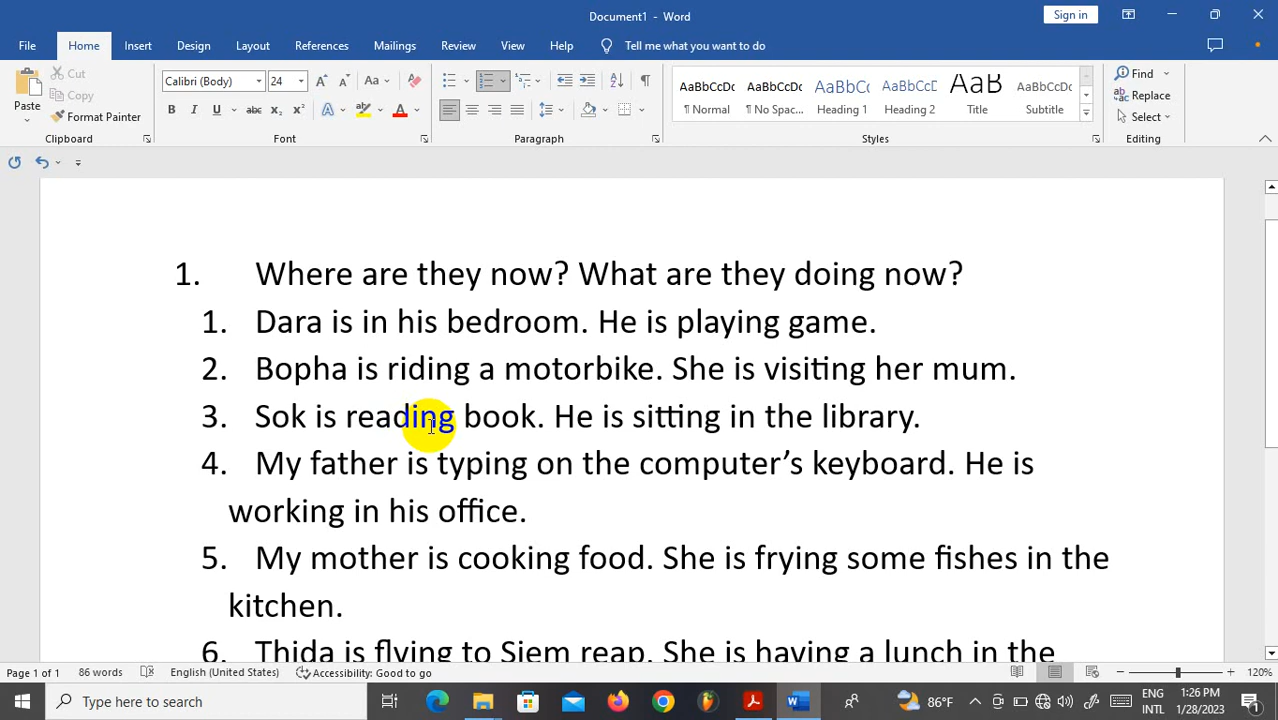 Document1 - Word
Sign in
File Home Insert Design Layout References Mailings Review View Help Tell me what you want to do
Paste
Cut
Copy
Format Painter
Clipboard
Calibri (Body) 24
Font
Paragraph
AaBbCcDc AaBbCcDc AaBbC AaBbCcD AaB AaBbCcD
¶ Normal ¶ No Spac... Heading 1 Heading 2 Title Subtitle
Styles
Find
Replace
Select
Editing
1. Where are they now? What are they doing now?
1. Dara is in his bedroom. He is playing game.
2. Bopha is riding a motorbike. She is visiting her mum.
3. Sok is reading book. He is sitting in the library.
4. My father is typing on the computer’s keyboard. He is
working in his office.
5. My mother is cooking food. She is frying some fishes in the
kitchen.
6. Thida is flying to Siem reap. She is having a lunch in the
Page 1 of 1 86 words English (United States) Accessibility: Good to go 120%
Type here to search
86°F
ENG
INTL
1:26 PM
1/28/2023